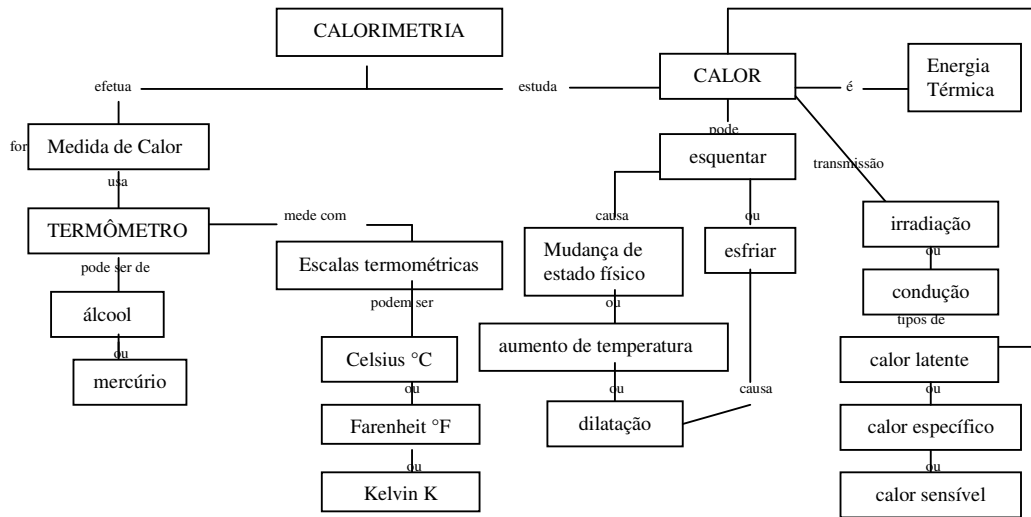 CALORIMETRIA
efetua
estuda
CALOR
é
Energia
Térmica
for
Medida de Calor
usa
TERMÔMETRO
pode ser de
álcool
ou
mercúrio
mede com
Escalas termométricas
podem ser
Celsius °C
ou
Farenheit °F
ou
Kelvin K
pode
esquentar
causa
Mudança de
estado físico
ou
aumento de temperatura
ou
dilatação
ou
esfriar
causa
transmissão
irradiação
ou
condução
tipos de
calor latente
ou
calor específico
ou
calor sensível